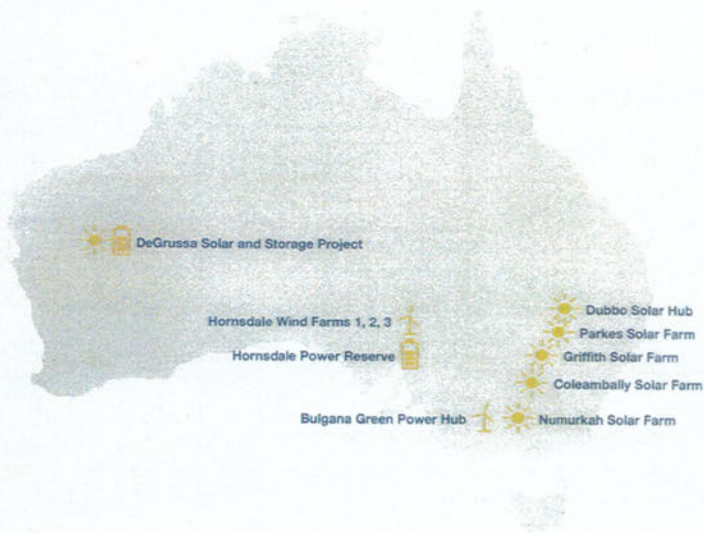 DeGrussa Solar and Storage Project
Hornsdale Wind Farms 1, 2, 3
Dubbo Solar Hub
Parkes Solar Farm
Hornsdale Power Reserve
Griffith Solar Farm
Coleambally Solar Farm
Bulgana Green Power Hub
Numurkah Solar Farm